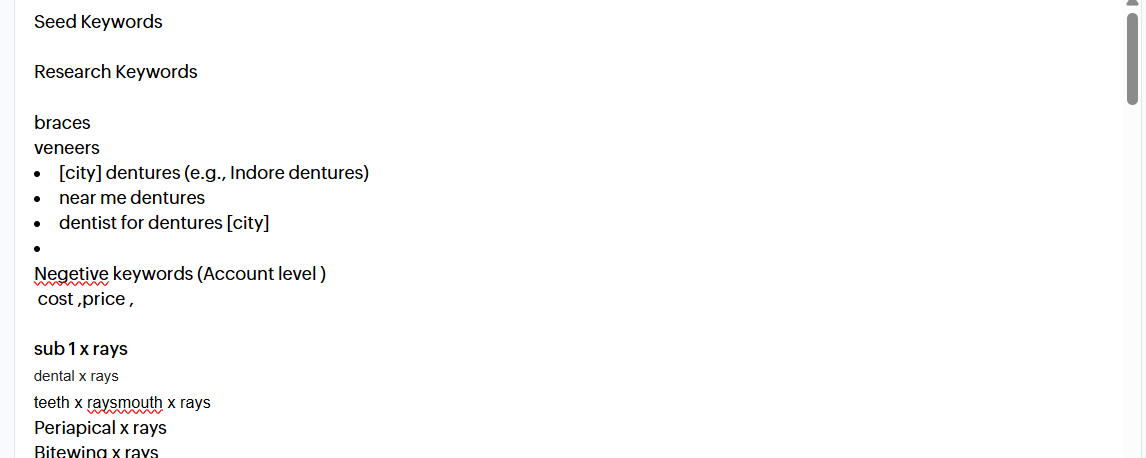 Seed Keywords
Research Keywords
braces
veneers
• [city] dentures (e.g., Indore dentures)
• near me dentures
• dentist for dentures [city]
•
Negetive keywords (Account level )
cost ,price ,
sub 1 x rays
dental x rays
teeth x raysmouth x rays
Periapical x rays
Bitewing x rays